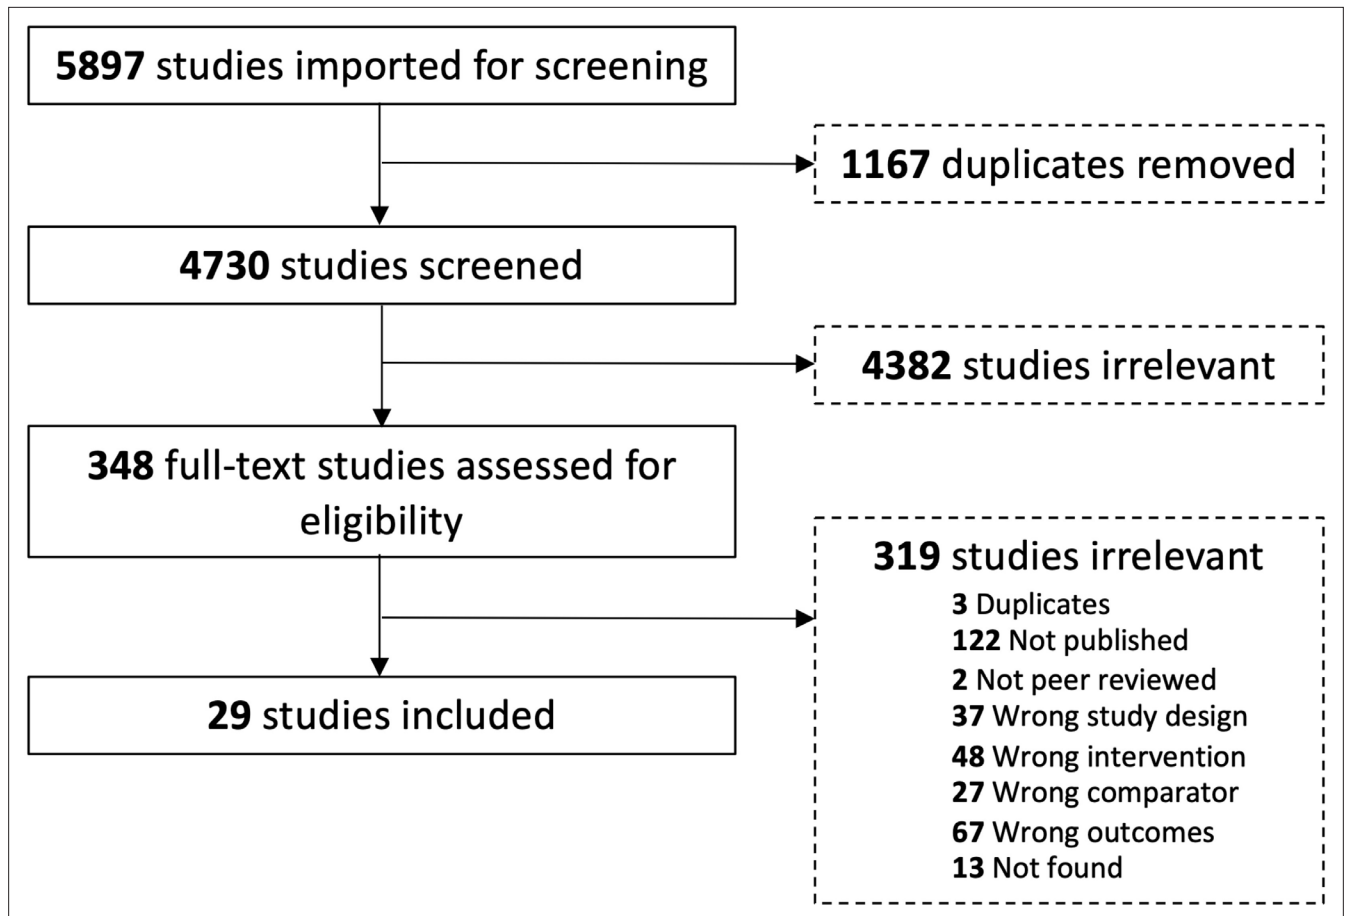 5897 studies imported for screening
1167 duplicates removed
4730 studies screened
4382 studies irrelevant
348 full-text studies assessed for
eligibility
319 studies irrelevant
3 Duplicates
122 Not published
2 Not peer reviewed
37 Wrong study design
48 Wrong intervention
27 Wrong comparator
67 Wrong outcomes
13 Not found
29 studies included